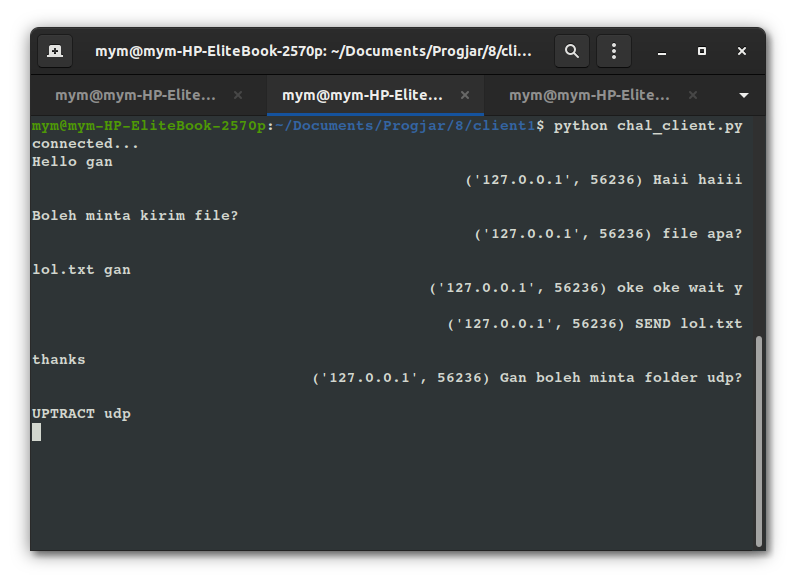 mym@mym-HP-EliteBook-2570p: ~/Documents/Progjar/8/cli...
mym@mym-HP-Elite...
mym@mym-HP-Elite...
mym@mym-HP-Elite...
mym@mym-HP-EliteBook-2570p:~/Documents/Progjar/8/client1$ python chal_client.py
connected...
Hello gan
('127.0.0.1', 56236) Haii haiii
Boleh minta kirim file?
('127.0.0.1', 56236) file apa?
lol.txt gan
('127.0.0.1', 56236) oke oke wait y
('127.0.0.1', 56236) SEND lol.txt
thanks
('127.0.0.1', 56236) Gan boleh minta folder udp?
UPTRACT udp